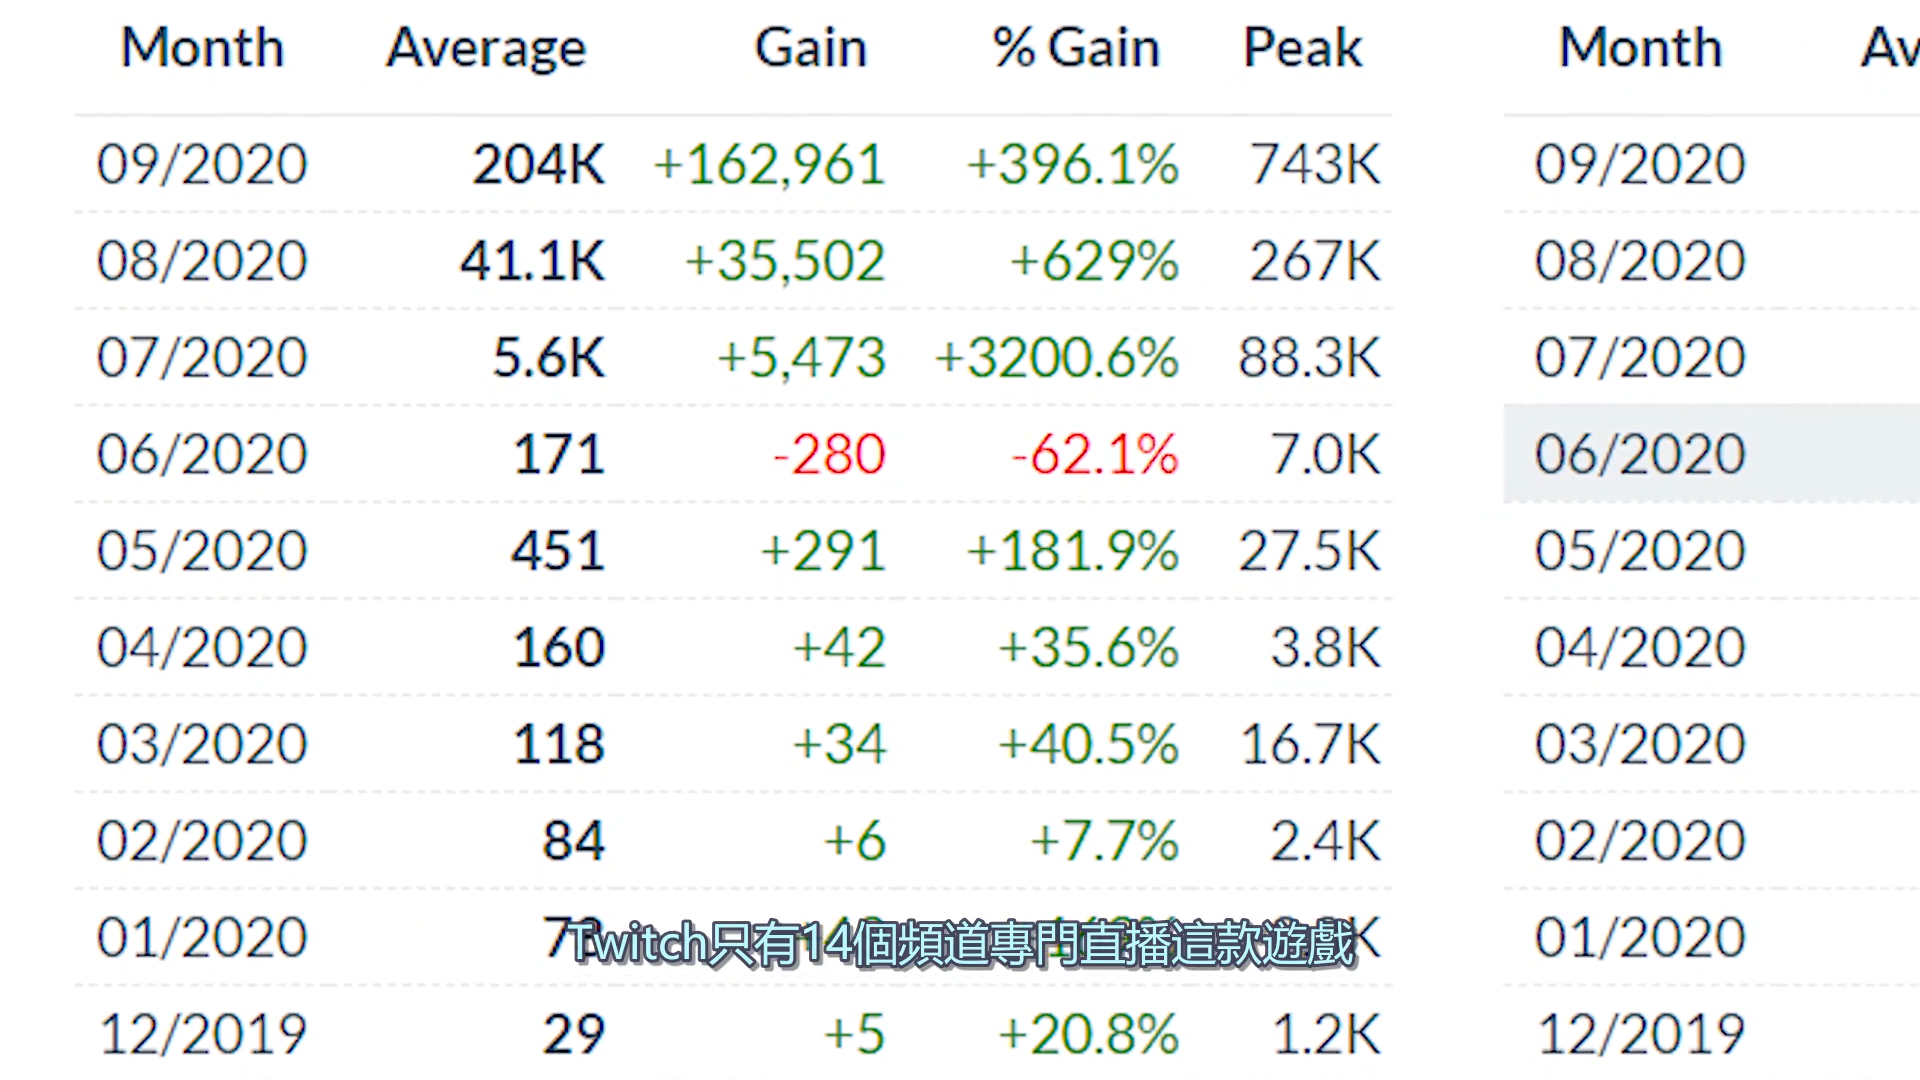 Month Average Gain % Gain Peak Month Av
09/2020 204K +162,961 +396.1% 743K 09/2020
08/2020 41.1K +35,502 +629% 267K 08/2020
07/2020 5.6K +5,473 +3200.6% 88.3K 07/2020
06/2020 171 -280 -62.1% 7.0K 06/2020
05/2020 451 +291 +181.9% 27.5K 05/2020
04/2020 160 +42 +35.6% 3.8K 04/2020
03/2020 118 +34 +40.5% 16.7K 03/2020
02/2020 84 +6 +7.7% 2.4K 02/2020
01/2020 01/2020
Twitch只有14個頻道專門直播這款遊戲
12/2019 29 +5 +20.8% 1.2K 12/2019